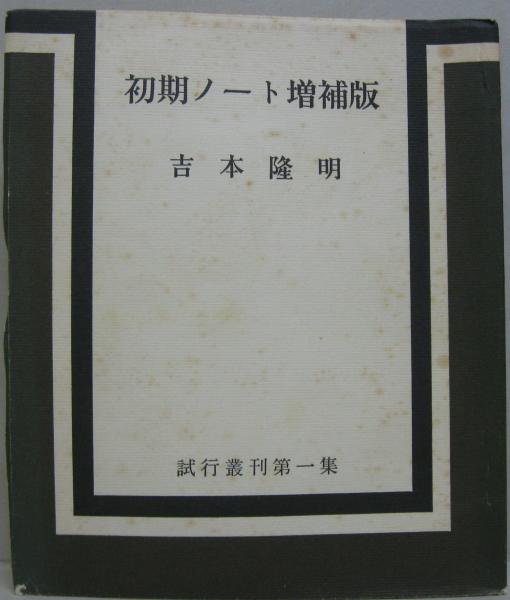 初期ノート増補版
吉本隆明
試行叢刊第一集